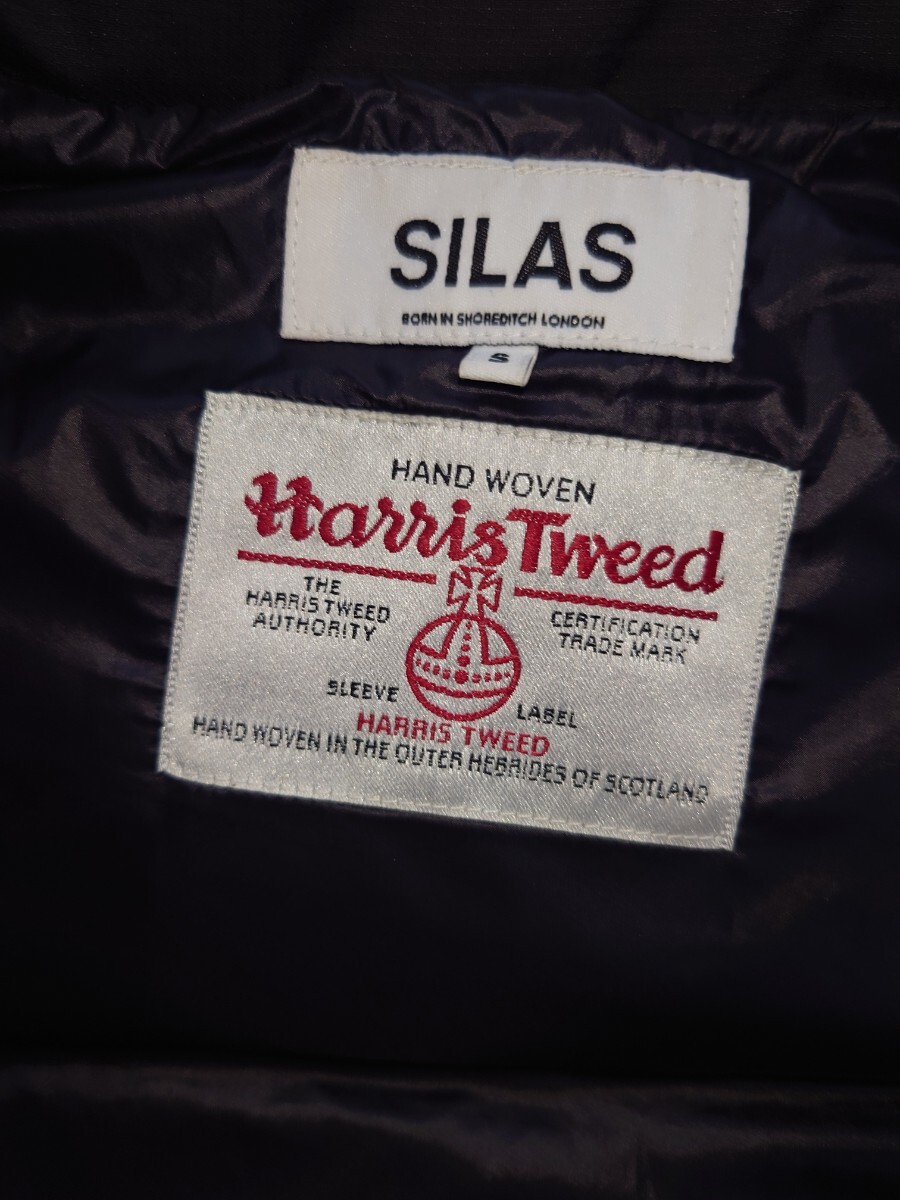 SILAS
BORN IN SHOREDITCH LONDON
S
HAND WOVEN
Harris Tweed
THE
HARRIS TWEED
AUTHORITY
CERTIFICATION
TRADE MARK
SLEEVE LABEL
HARRIS TWEED
HAND WOVEN IN THE OUTER HEBRIDES OF SCOTLAND